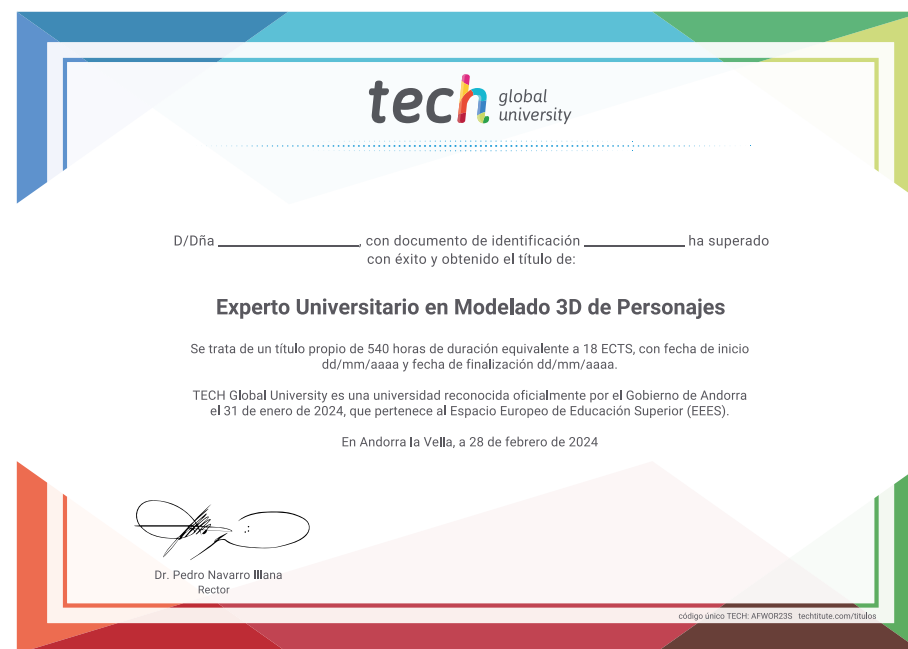 tech global university
D/Dña ____________, con documento de identificación ____________ ha superado
con éxito y obtenido el título de:
Experto Universitario en Modelado 3D de Personajes
Se trata de un título propio de 540 horas de duración equivalente a 18 ECTS, con fecha de inicio
dd/mm/aaaa y fecha de finalización dd/mm/aaaa.
TECH Global University es una universidad reconocida oficialmente por el Gobierno de Andorra
el 31 de enero de 2024, que pertenece al Espacio Europeo de Educación Superior (EEES).
En Andorra la Vella, a 28 de febrero de 2024
Dr. Pedro Navarro Illana
Rector
código único TECH: AFWOR23S techtitute.com/titulos